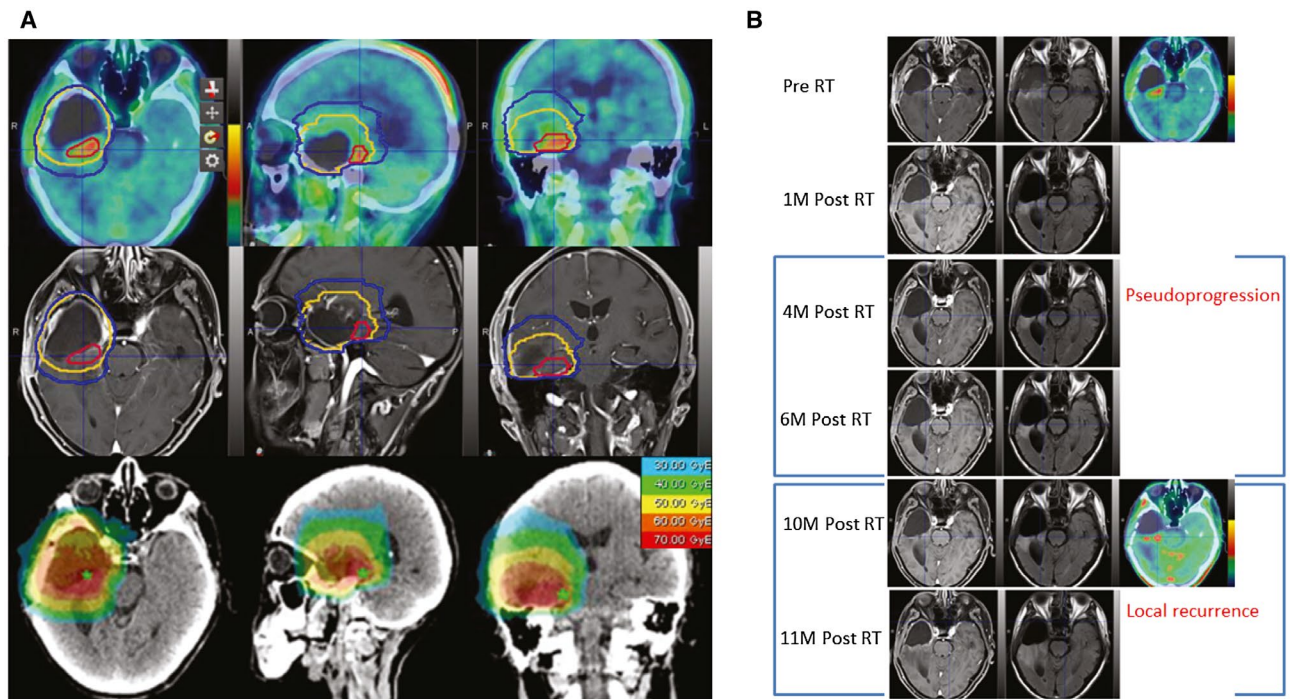 A
B
R
A
P
R
L
R
A
P
R
30.00 GyE
40.00 GyE
50.00 GyE
60.00 GyE
70.00 GyE
Pre RT
1M Post RT
4M Post RT
Pseudoprogression
6M Post RT
10M Post RT
Local recurrence
11M Post RT